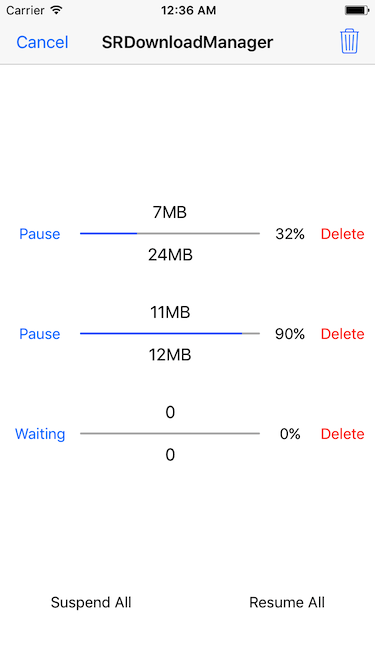 Carrier 12:36 AM
Cancel SRDownloadManager
7MB
Pause 32% Delete
24MB
11MB
Pause 90% Delete
12MB
0
Waiting 0% Delete
0
Suspend All Resume All